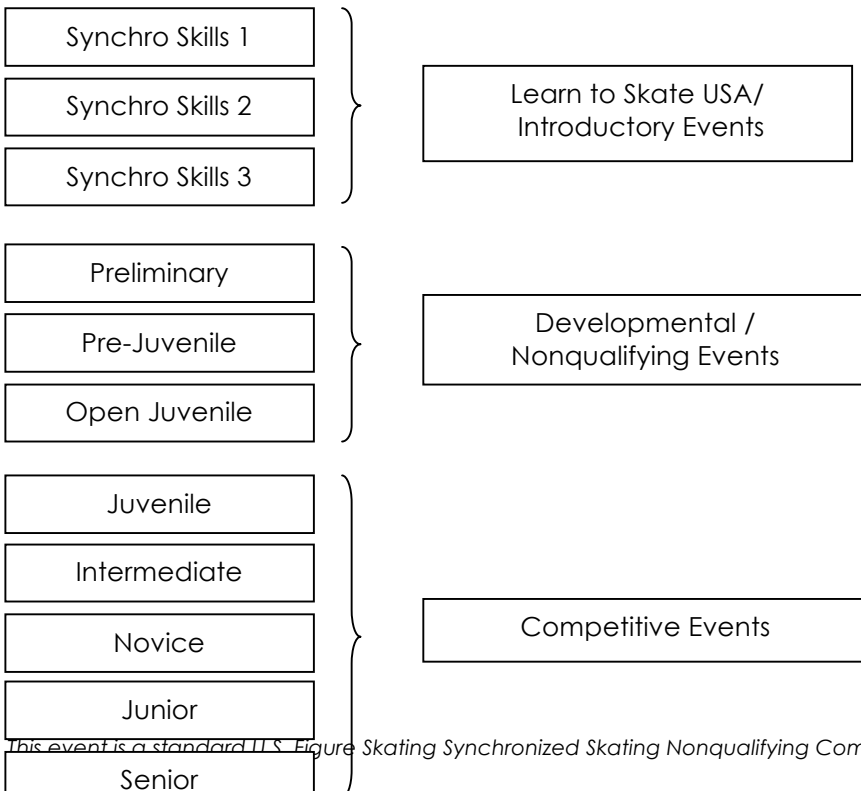 Synchro Skills 1
Synchro Skills 2
Synchro Skills 3
Learn to Skate USA/
Introductory Events
Preliminary
Pre-Juvenile
Open Juvenile
Developmental /
Nonqualifying Events
Juvenile
Intermediate
Novice
Junior
Senior
Competitive Events
This event is a standard U.S. Figure Skating Synchronized Skating Nonqualifying Com